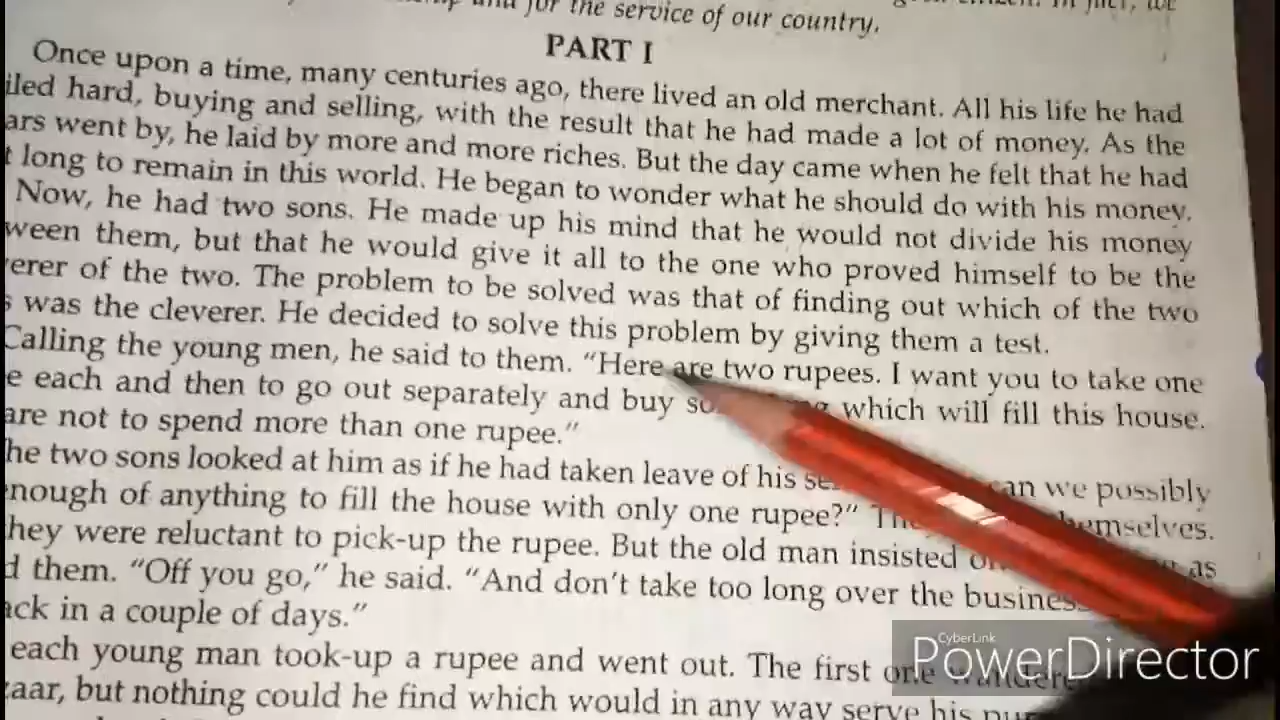 and for the service of our country.
PART I
Once upon a time, many centuries ago, there lived an old merchant. All his life he had
iled hard, buying and selling, with the result that he had made a lot of money. As the
ars went by, he laid by more and more riches. But the day came when he felt that he had
t long to remain in this world. He began to wonder what he should do with his money.
Now, he had two sons. He made up his mind that he would not divide his money
ween them, but that he would give it all to the one who proved himself to be the
erer of the two. The problem to be solved was that of finding out which of the two
s was the cleverer. He decided to solve this problem by giving them a test.
Calling the young men, he said to them. “Here are two rupees. I want you to take one
e each and then to go out separately and buy which will fill this house.
are not to spend more than one rupee.”
he two sons looked at him as if he had taken leave of his can we possibly
nough of anything to fill the house with only one rupee?” hemselves.
hey were reluctant to pick-up the rupee. But the old man insisted as
d them. “Off you go,” he said. “And don't take too long over the business
ack in a couple of days.”
each young man took-up a rupee and went out. The first one
zaar, but nothing could he find which would in any way serve his
CyberLink
PowerDirector